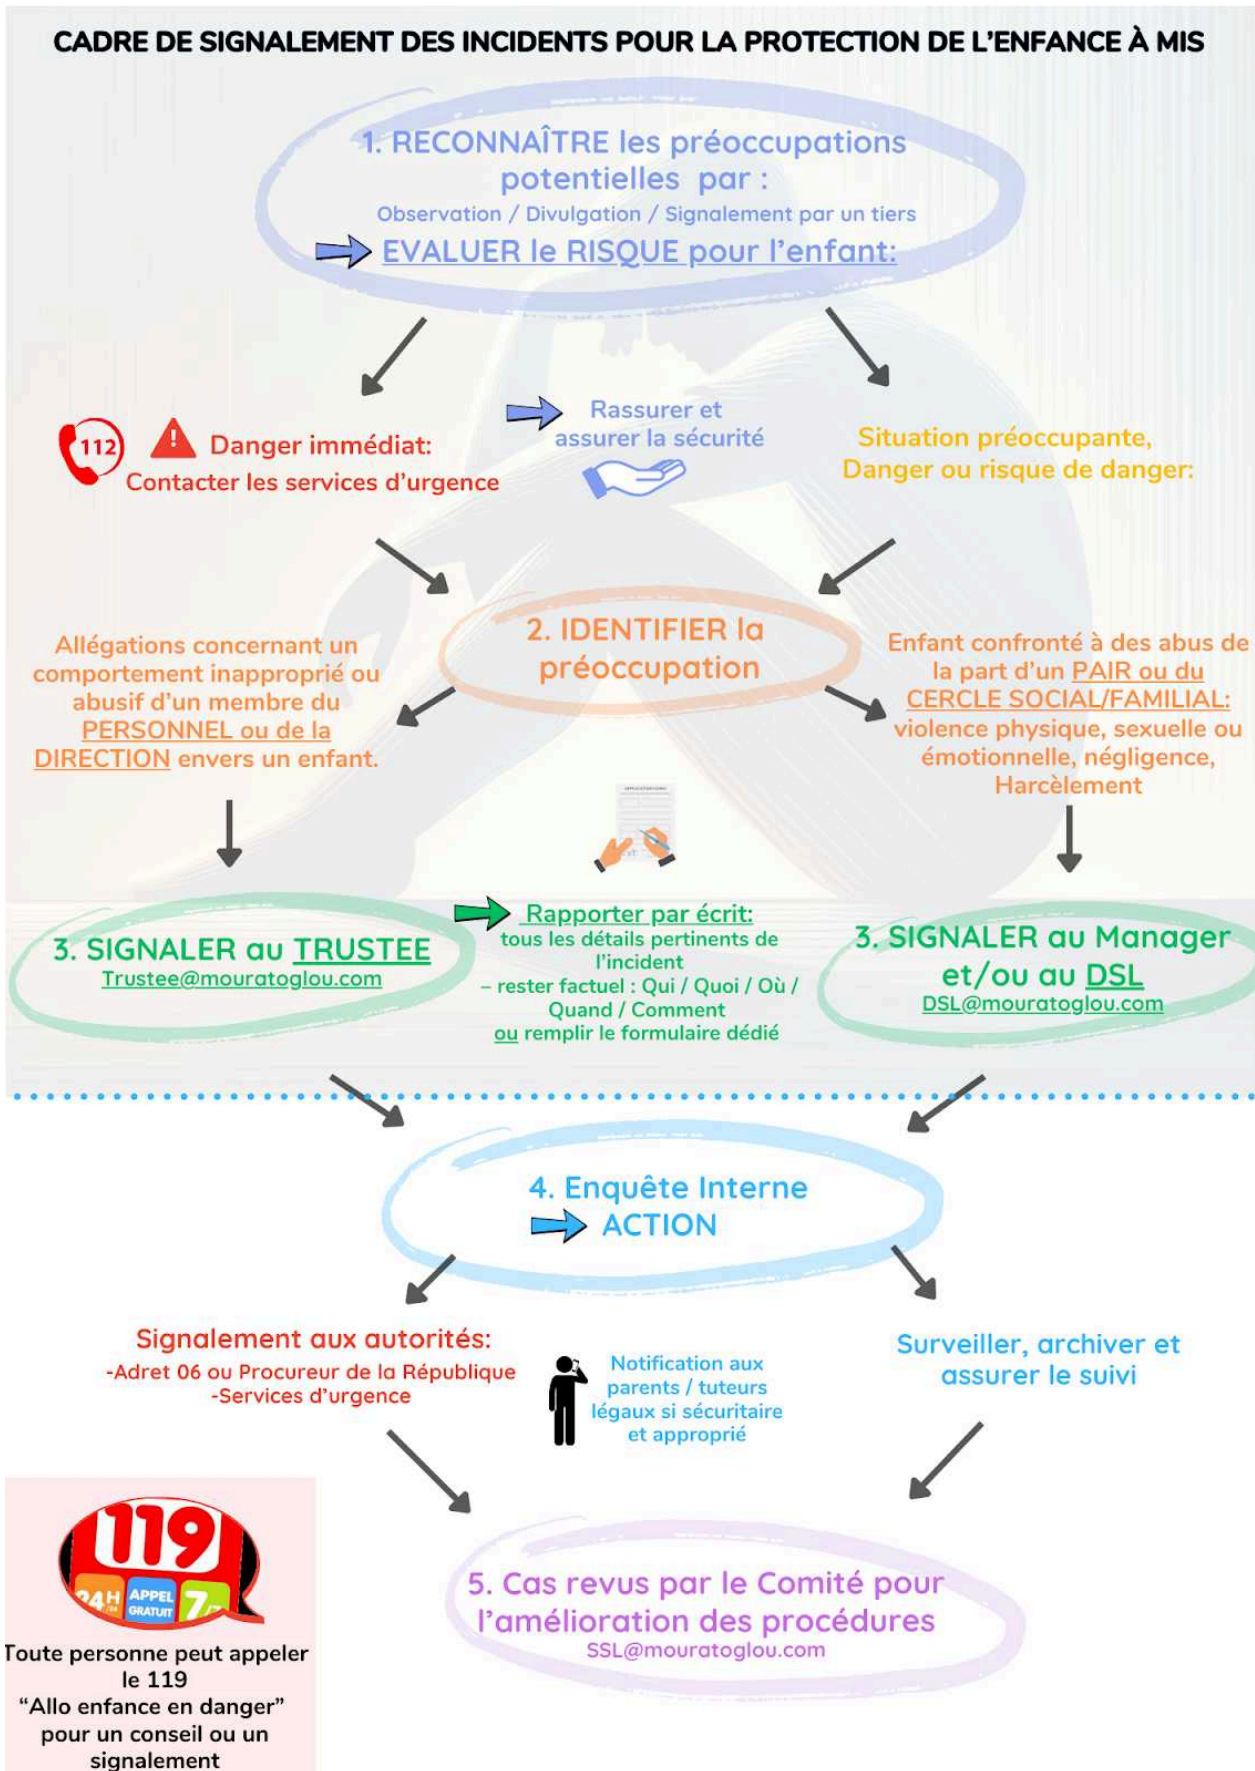 CADRE DE SIGNALEMENT DES INCIDENTS POUR LA PROTECTION DE L'ENFANCE À MIS
1. RECONNAÎTRE les préoccupations
potentielles par :
Observation / Divulgation / Signalement par un tiers
EVALUER le RISQUE pour l'enfant:
112
!
Danger immédiat:
Contacter les services d'urgence
Rassurer et
assurer la sécurité
Situation préoccupante,
Danger ou risque de danger:
2. IDENTIFIER la
préoccupation
Allégations concernant un
comportement inapproprié ou
abusif d'un membre du
PERSONNEL ou de la
DIRECTION envers un enfant.
Enfant confronté à des abus de
la part d'un PAIR ou du
CERCLE SOCIAL/FAMILIAL:
violence physique, sexuelle ou
émotionnelle, négligence,
Harcèlement
3. SIGNALER au TRUSTEE
Trustee@mouratoglou.com
Rapporter par écrit:
tous les détails pertinents de
l'incident
– rester factuel : Qui / Quoi / Où /
Quand / Comment
ou remplir le formulaire dédié
3. SIGNALER au Manager
et/ou au DSL
DSL@mouratoglou.com
4. Enquête Interne
ACTION
Signalement aux autorités:
-Adret 06 ou Procureur de la République
-Services d'urgence
Notification aux
parents / tuteurs
légaux si sécuritaire
et approprié
Surveiller, archiver et
assurer le suivi
5. Cas revus par le Comité pour
l'amélioration des procédures
SSL@mouratoglou.com
119
24H
APPEL
GRATUIT
7/7
Toute personne peut appeler
le 119
“Allo enfance en danger”
pour un conseil ou un
signalement